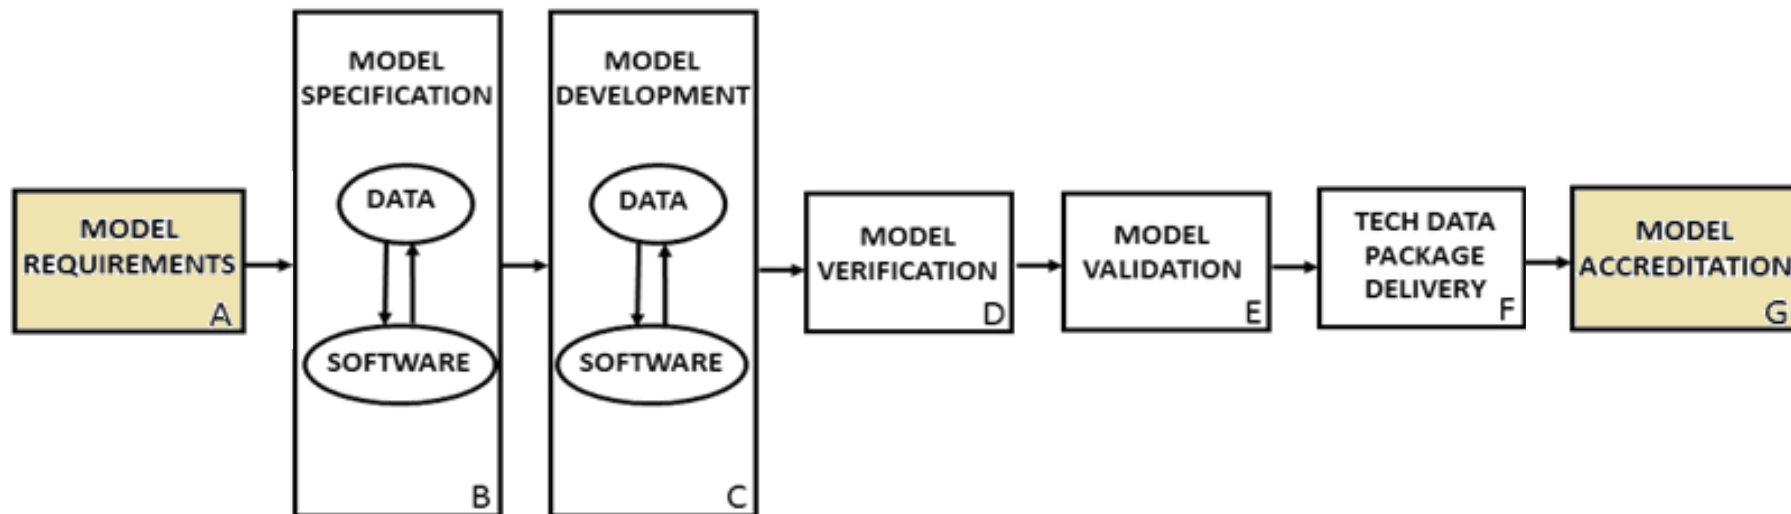 MODEL
REQUIREMENTS
A
MODEL
SPECIFICATION
DATA
SOFTWARE
B
MODEL
DEVELOPMENT
DATA
SOFTWARE
C
MODEL
VERIFICATION
D
MODEL
VALIDATION
E
TECH DATA
PACKAGE
DELIVERY
F
MODEL
ACCREDITATION
G